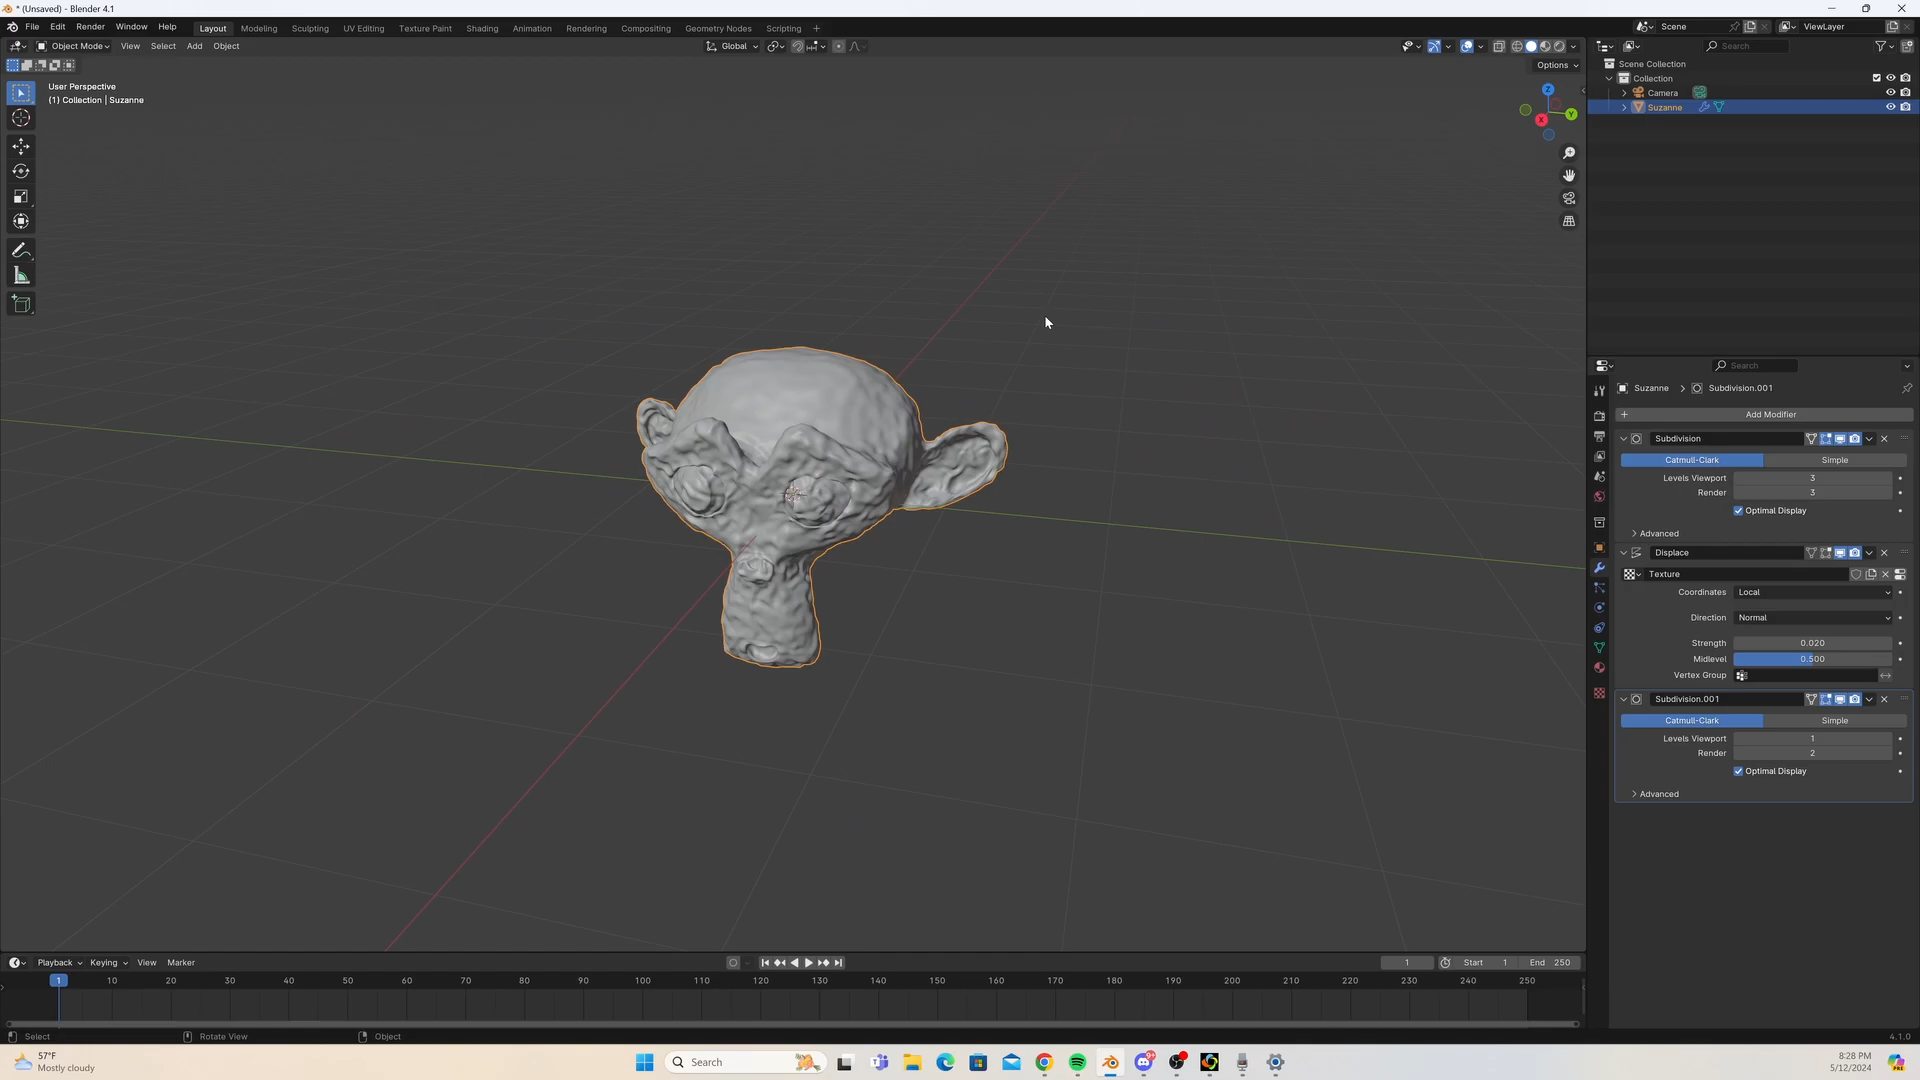 * (Unsaved) - Blender 4.1
File Edit Render Window Help
Layout Modeling Sculpting UV Editing Texture Paint Shading Animation Rendering Compositing Geometry Nodes Scripting +
Scene
ViewLayer
Object Mode View Select Add Object
Global
Search
Options
User Perspective
(1) Collection | Suzanne
Z
Y
X
Scene Collection
Collection
Camera
Suzanne
Search
Suzanne > Subdivision.001
+ Add Modifier
Subdivision
Catmull-Clark Simple
Levels Viewport 3
Render 3
Optimal Display
Advanced
Displace
Texture
Coordinates Local
Direction Normal
Strength 0.020
Midlevel 0.500
Vertex Group
Subdivision.001
Catmull-Clark Simple
Levels Viewport 1
Render 2
Optimal Display
Advanced
Playback Keying View Marker
1 Start 1 End 250
1 10 20 30 40 50 60 70 80 90 100 110 120 130 140 150 160 170 180 190 200 210 220 230 240 250
Select Rotate View Object
4.1.0
57°F
Mostly cloudy
Search
9+
8:28 PM
5/12/2024
PRE